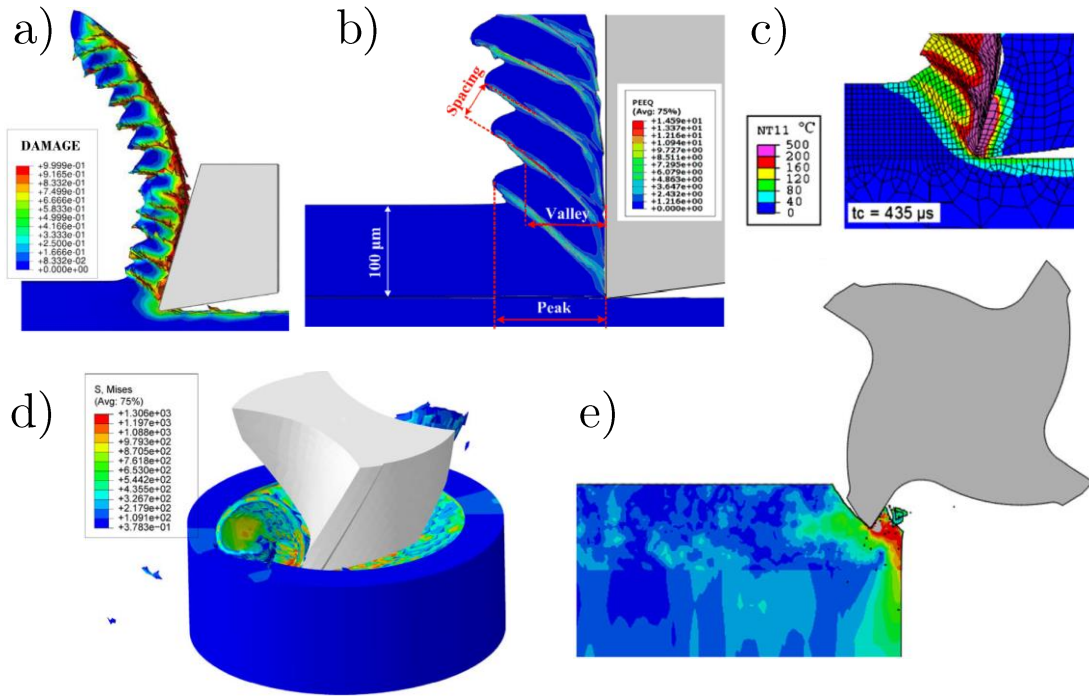 a)
DAMAGE
+9.999e-01
+9.165e-01
+8.332e-01
+7.499e-01
+6.666e-01
+5.833e-01
+4.999e-01
+4.166e-01
+3.333e-01
+2.500e-01
+1.666e-01
+8.332e-02
+0.000e+00
b)
Spacing
Valley
100 μm
Peak
PEEQ
(Avg: 75%)
+1.459e+01
+1.337e+01
+1.216e+01
+1.094e+01
+9.727e+00
+8.511e+00
+7.295e+00
+6.079e+00
+4.863e+00
+3.647e+00
+2.432e+00
+1.216e+00
+0.000e+00
c)
NT11 °C
500
200
160
120
80
40
0
tc = 435 μs
d)
S, Mises
(Avg: 75%)
+1.306e+03
+1.197e+03
+1.088e+03
+9.793e+02
+8.705e+02
+7.618e+02
+6.530e+02
+5.442e+02
+4.355e+02
+3.267e+02
+2.179e+02
+1.091e+02
+3.783e-01
e)